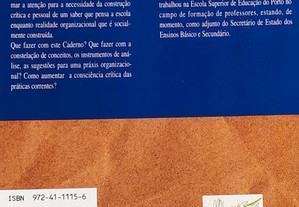 mar a atenção para a necessidade da construção
crítica e pessoal de um saber que pensa a escola
enquanto realidade organizacional que é social-
mente construída.
Que fazer com este Caderno? Que fazer com a
constelação de conceitos, os instrumentos de aná-
lise, as sugestões para uma práxis organizacio-
nal? Como aumentar a consciência crítica das
práticas correntes?
trabalhou na Escola Superior de Educação do Porto no
campo de formação de professores, estando, de
momento, como adjunto do Secretário de Estado dos
Ensinos Básico e Secundário.
ISBN 972-41-1115-6